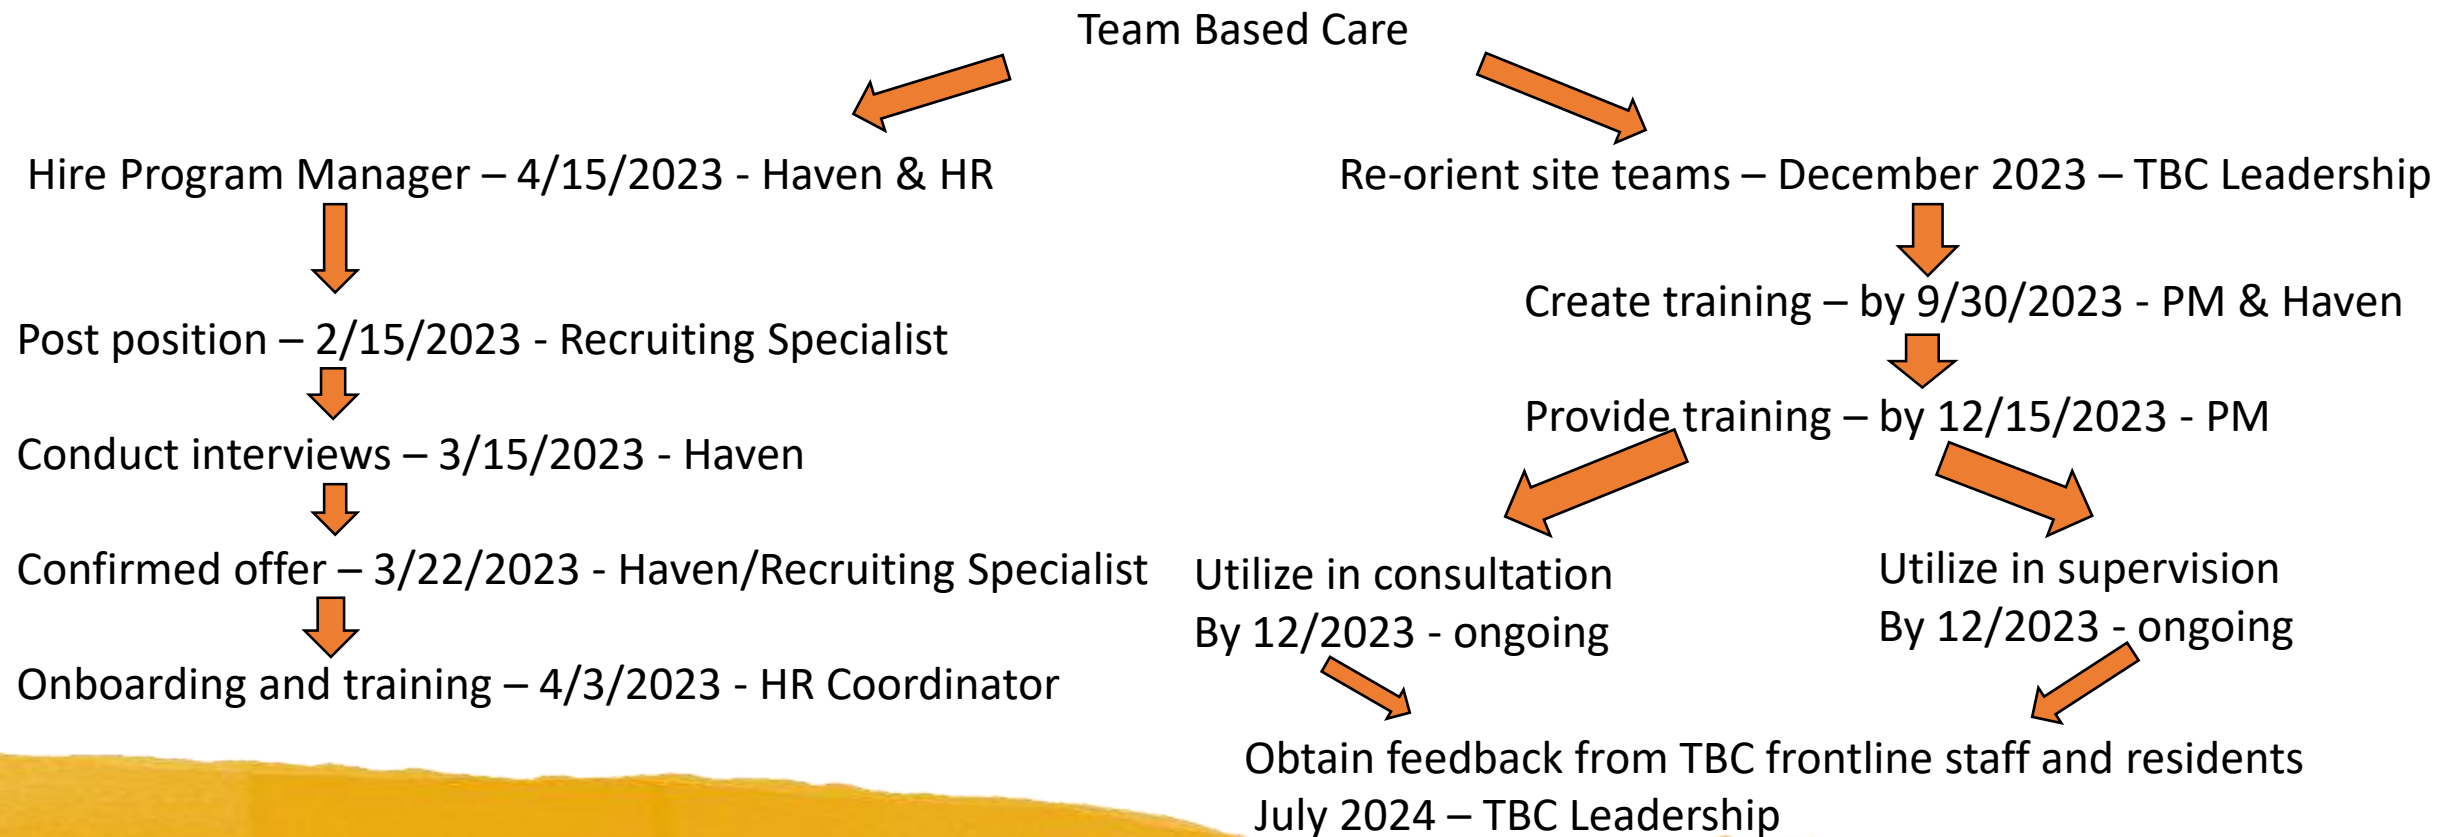 Team Based Care
Hire Program Manager – 4/15/2023 - Haven & HR
Post position – 2/15/2023 - Recruiting Specialist
Conduct interviews – 3/15/2023 - Haven
Confirmed offer – 3/22/2023 - Haven/Recruiting Specialist
Onboarding and training – 4/3/2023 - HR Coordinator
Re-orient site teams – December 2023 – TBC Leadership
Create training – by 9/30/2023 - PM & Haven
Provide training – by 12/15/2023 - PM
Utilize in consultation
By 12/2023 - ongoing
Utilize in supervision
By 12/2023 - ongoing
Obtain feedback from TBC frontline staff and residents
July 2024 – TBC Leadership